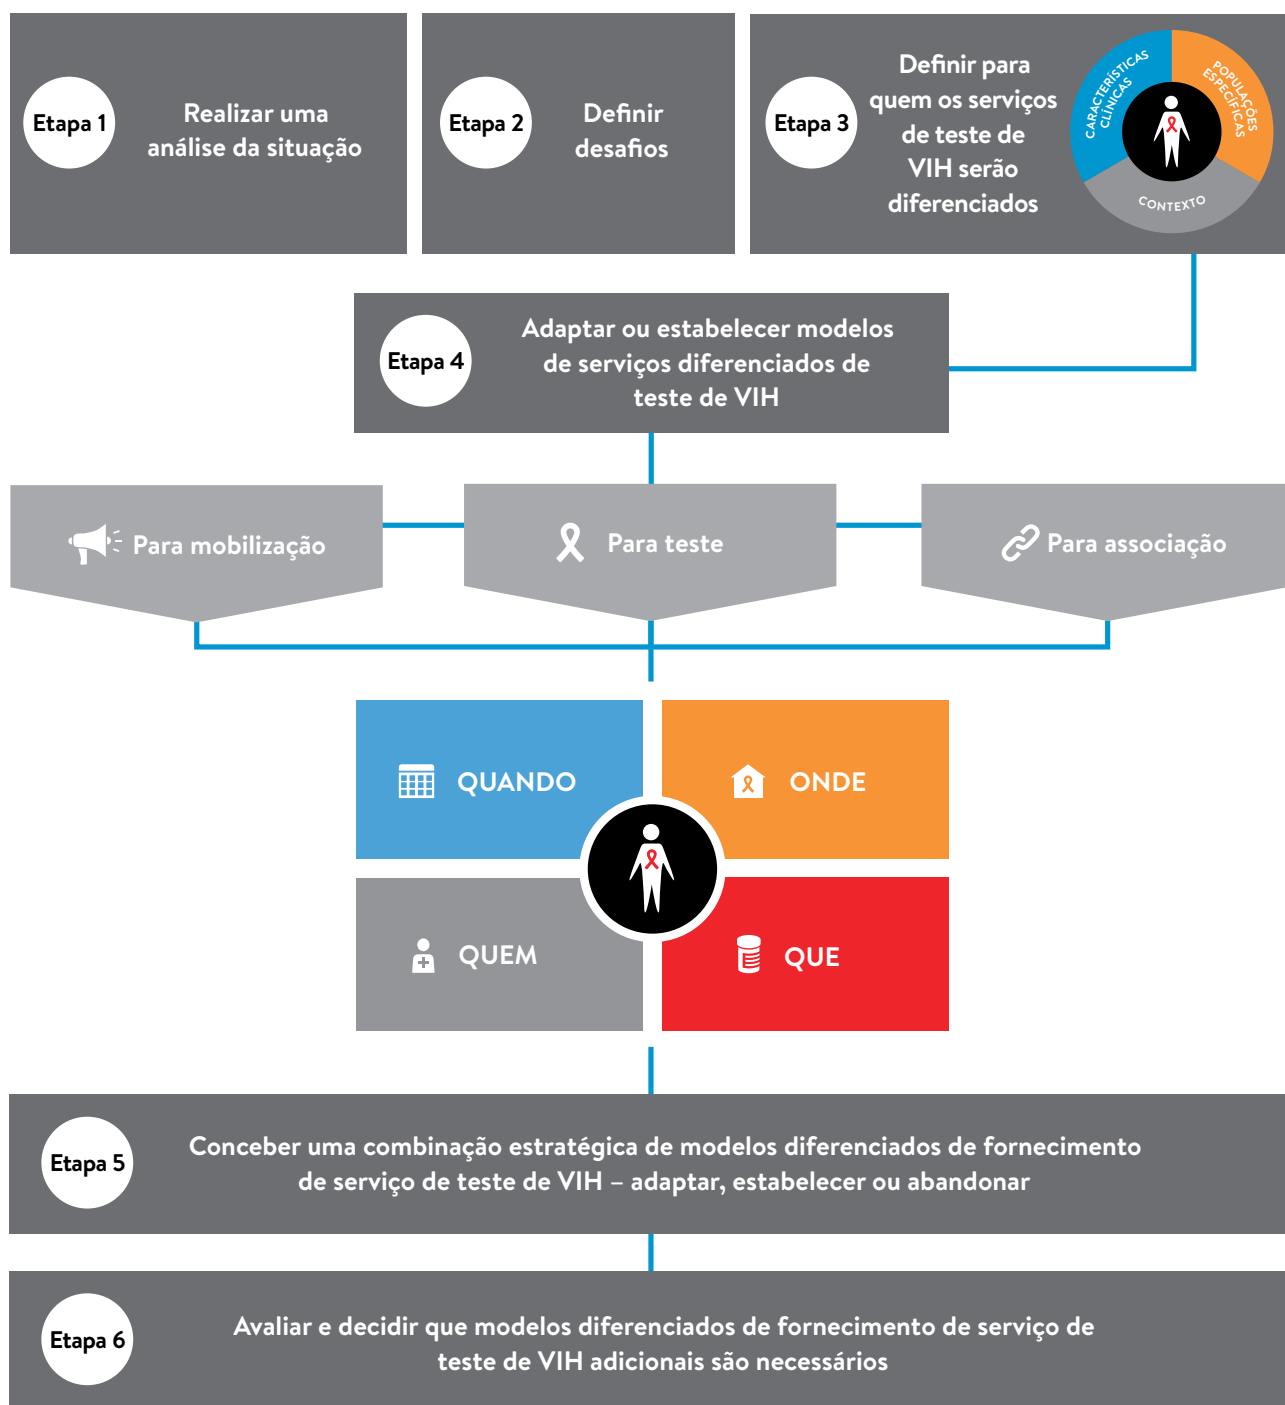 Etapa 1
Realizar uma
análise da situação
Etapa 2
Definir
desafios
Etapa 3
Definir para
quem os serviços
de teste de
VIH serão
diferenciados
CARACTERÍSTICAS
CLÍNICAS
POPULAÇÕES
ESPECÍFICAS
CONTEXTO
Etapa 4
Adaptar ou estabelecer modelos
de serviços diferenciados de
teste de VIH
Para mobilização
Para teste
Para associação
QUANDO
ONDE
QUEM
QUE
Etapa 5
Conceber uma combinação estratégica de modelos diferenciados de fornecimento
de serviço de teste de VIH – adaptar, estabelecer ou abandonar
Etapa 6
Avaliar e decidir que modelos diferenciados de fornecimento de serviço de
teste de VIH adicionais são necessários